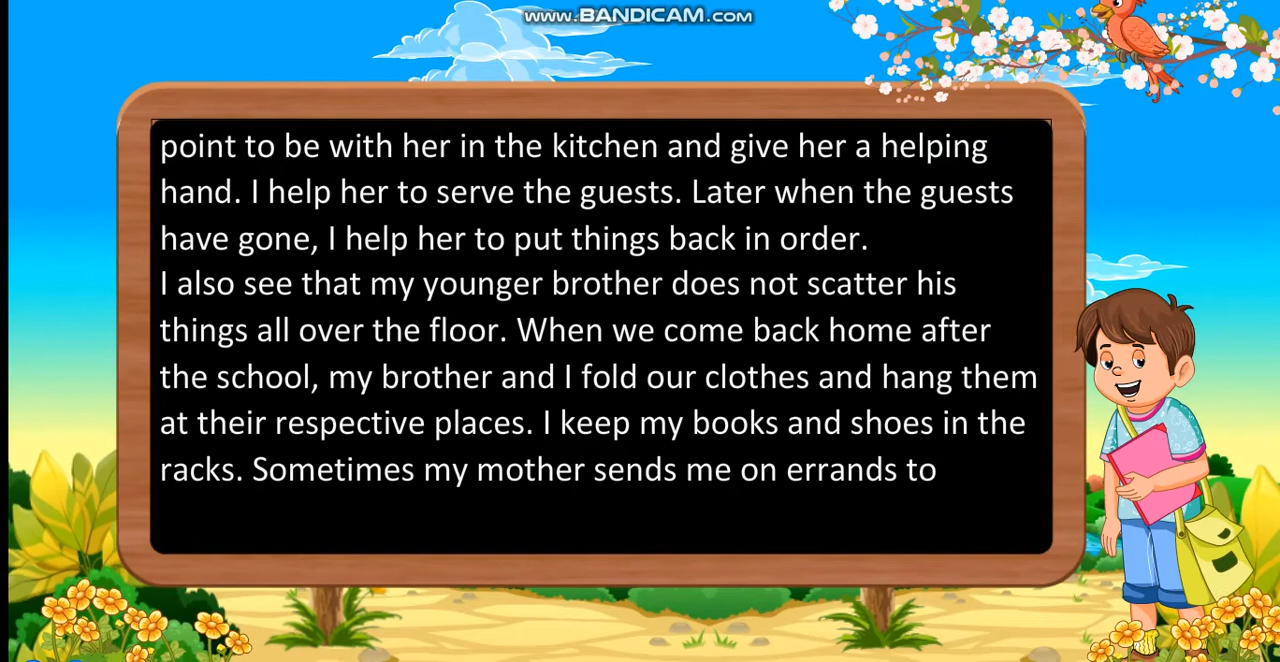 www.BANDICAM.com
point to be with her in the kitchen and give her a helping
hand. I help her to serve the guests. Later when the guests
have gone, I help her to put things back in order.
I also see that my younger brother does not scatter his
things all over the floor. When we come back home after
the school, my brother and I fold our clothes and hang them
at their respective places. I keep my books and shoes in the
racks. Sometimes my mother sends me on errands to